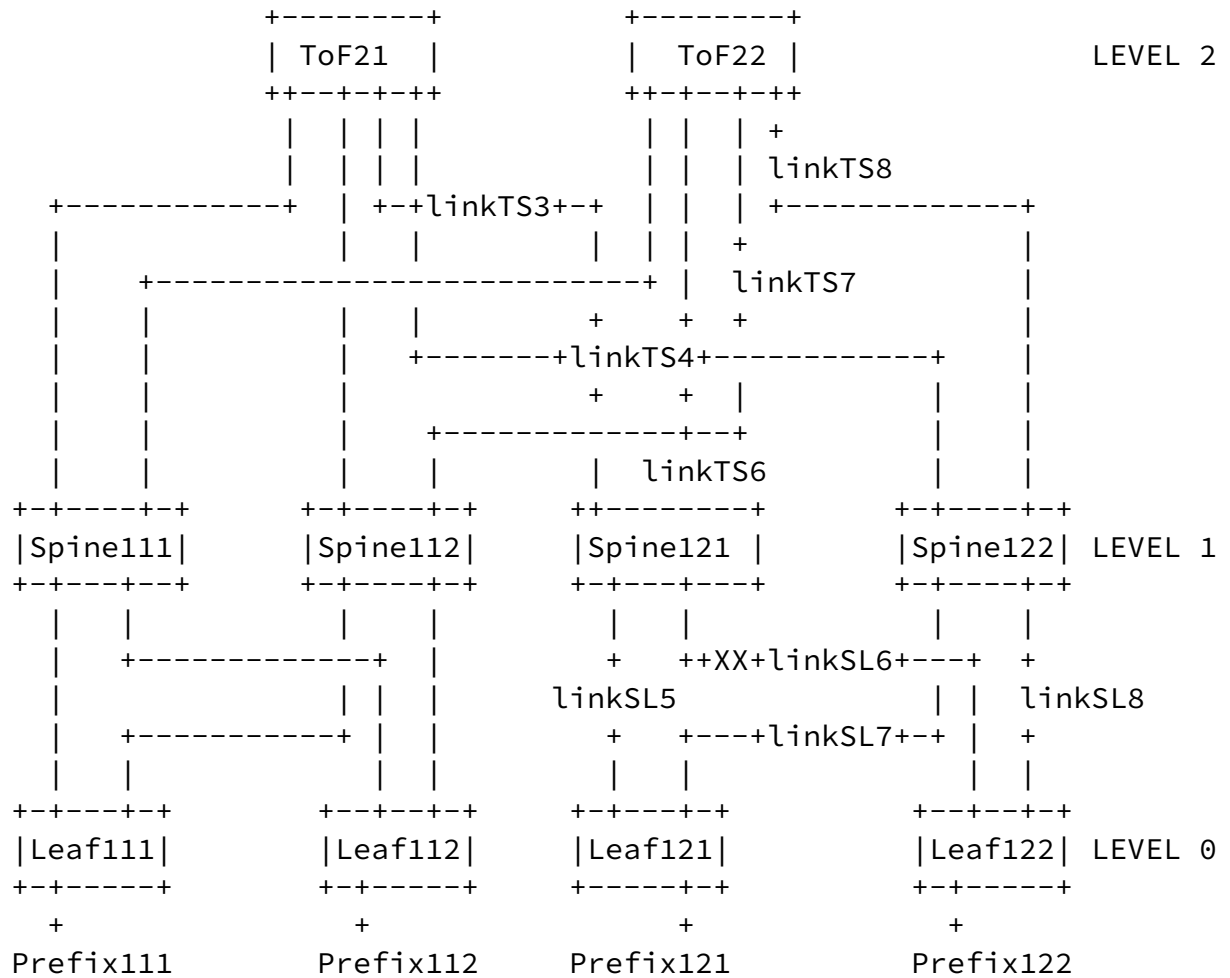 ToF21 ToF22 LEVEL 2
linkTS8
linkTS3
linkTS7
linkTS4
linkTS6
Spine111 Spine112 Spine121 Spine122 LEVEL 1
XX linkSL6
linkSL5 linkSL8
linkSL7
Leaf111 Leaf112 Leaf121 Leaf122 LEVEL 0
Prefix111 Prefix112 Prefix121 Prefix122